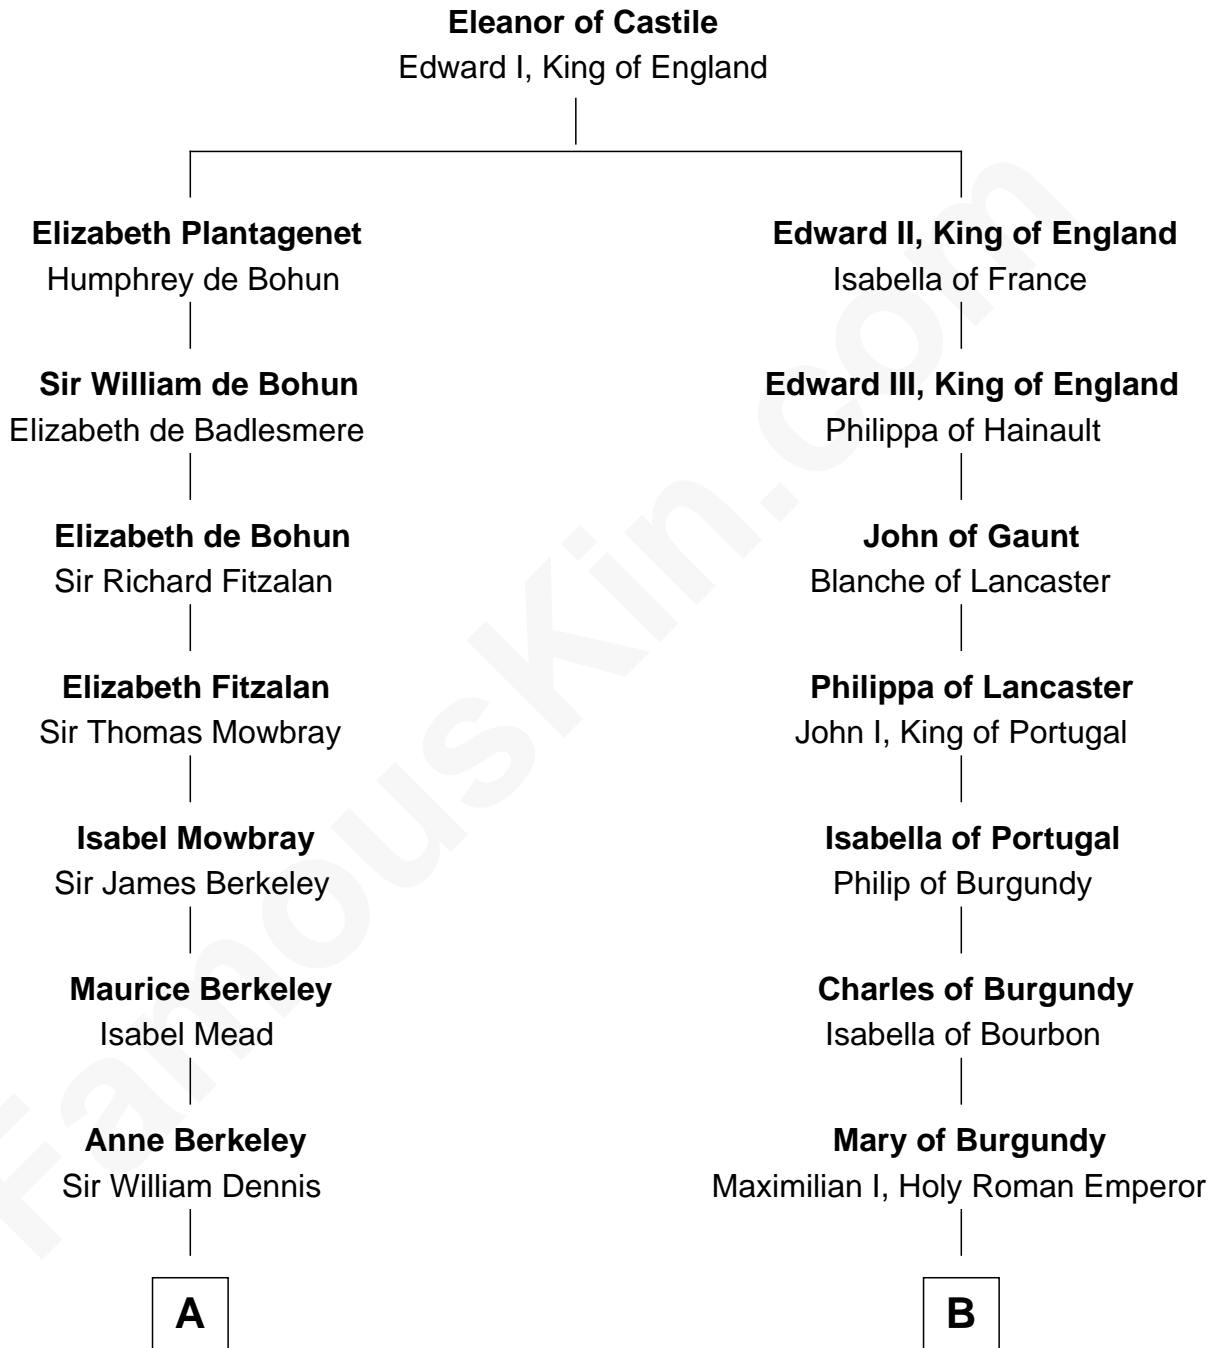 Eleanor of Castile
Edward I, King of England
Elizabeth Plantagenet
Humphrey de Bohun
Edward II, King of England
Isabella of France
Sir William de Bohun
Elizabeth de Badlesmere
Edward III, King of England
Philippa of Hainault
Elizabeth de Bohun
Sir Richard Fitzalan
John of Gaunt
Blanche of Lancaster
Elizabeth Fitzalan
Sir Thomas Mowbray
Philippa of Lancaster
John I, King of Portugal
Isabel Mowbray
Sir James Berkeley
Isabella of Portugal
Philip of Burgundy
Maurice Berkeley
Isabel Mead
Charles of Burgundy
Isabella of Bourbon
Anne Berkeley
Sir William Dennis
Mary of Burgundy
Maximilian I, Holy Roman Emperor
A
B
FamousKin.com